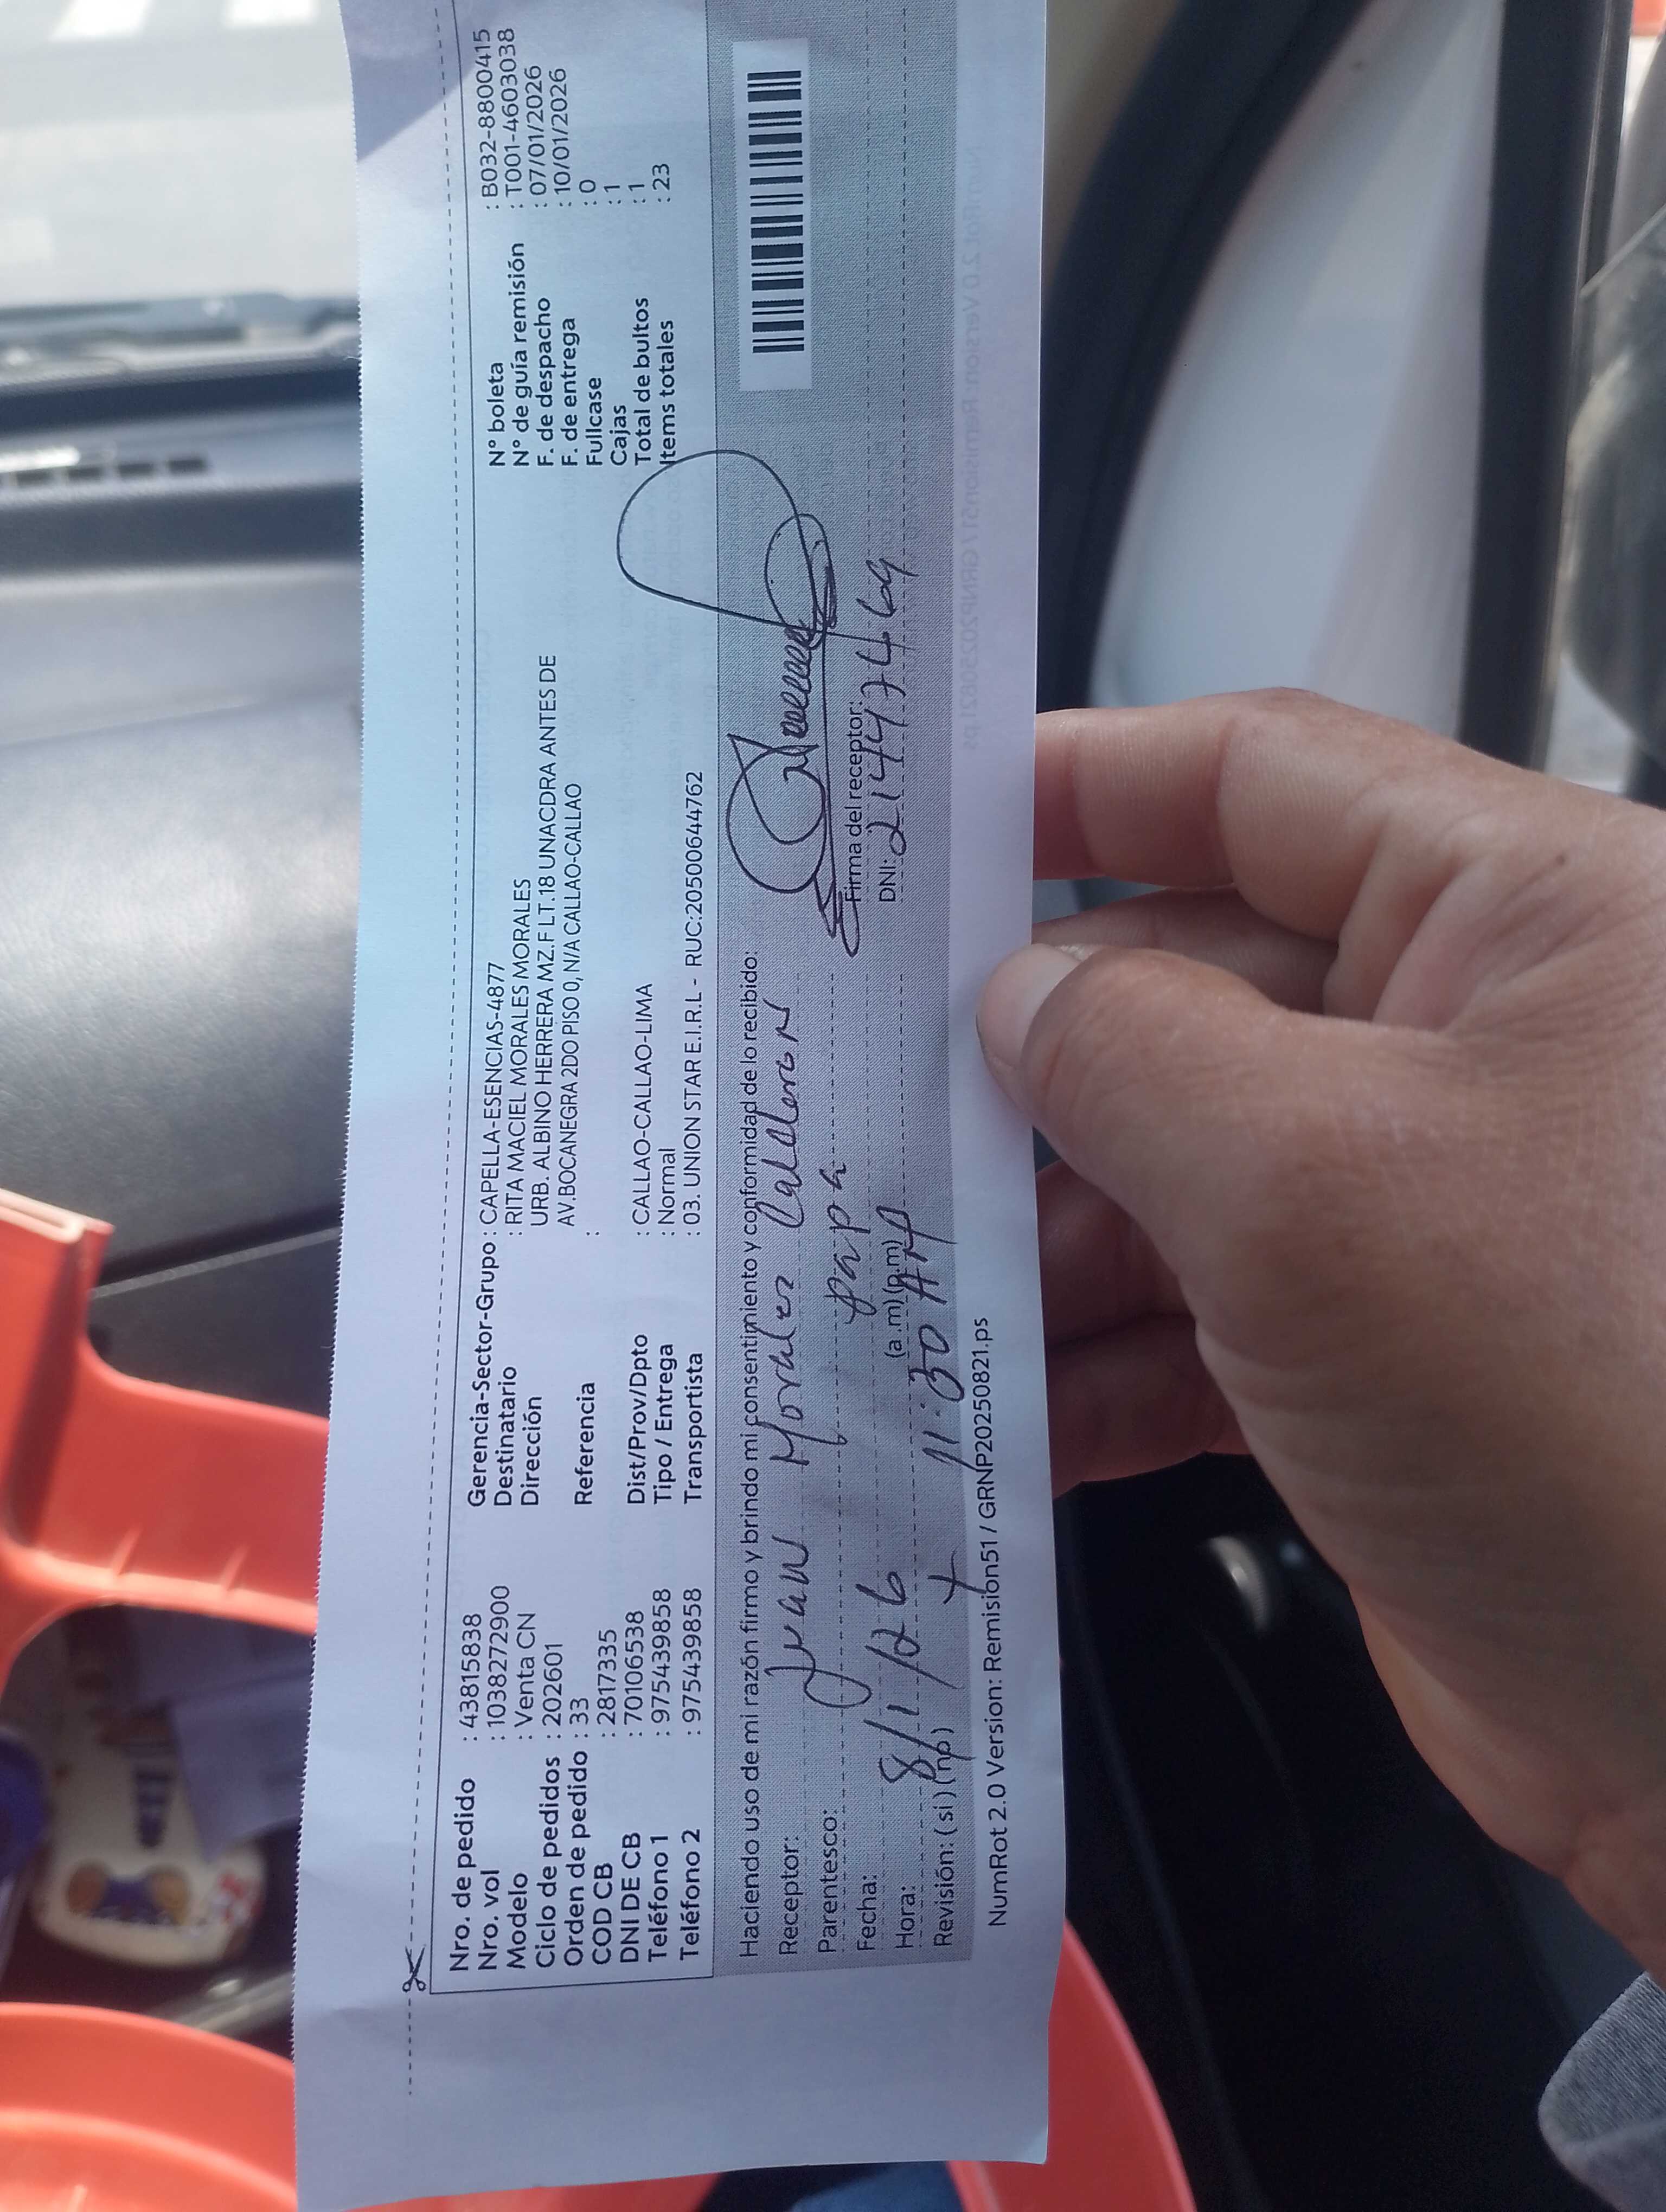 Nro. de pedido : 43815838
Nro. vol : 1038272900
Modelo : Venta CN
Ciclo de pedidos : 202601
Orden de pedido : 33
COD CB : 2817335
DNI DE CB : 70106538
Teléfono 1 : 975439858
Teléfono 2 : 975439858
Gerencia-Sector-Grupo : CAPELLA-ESENCIAS-4877
Destinatario : RITA MACIEL MORALES MORALES
Dirección URB. ALBINO HERRERA MZ.F LT.18 UNACDRA ANTES DE
AV.BOCANEGRA 2DO PISO 0, N/A CALLAO-CALLAO
Referencia :
Dist/Prov/Dpto : CALLAO-CALLAO-LIMA
Tipo / Entrega : Normal
Transportista : 03. UNION STAR E.I.R.L - RUC:20500644762
N° boleta : B032-8800415
N° de guía remisión : T001-4603038
F. de despacho : 07/01/2026
F. de entrega : 10/01/2026
Fullcase : 0
Cajas : 1
Total de bultos : 1
Items totales : 23
Haciendo uso de mi razón firmo y brindo mi consentimiento y conformidad de lo recibido:
Receptor: Juan Morales Calderon
Parentesco: papa
Fecha: 8/1/26
Hora: 11:30 AM (a.m) (p.m)
Revisión: ( si ) ( no )
Firma del receptor:
DNI: 21447469
NumRot 2.0 Version: Remision51 / GRNP20250821.ps